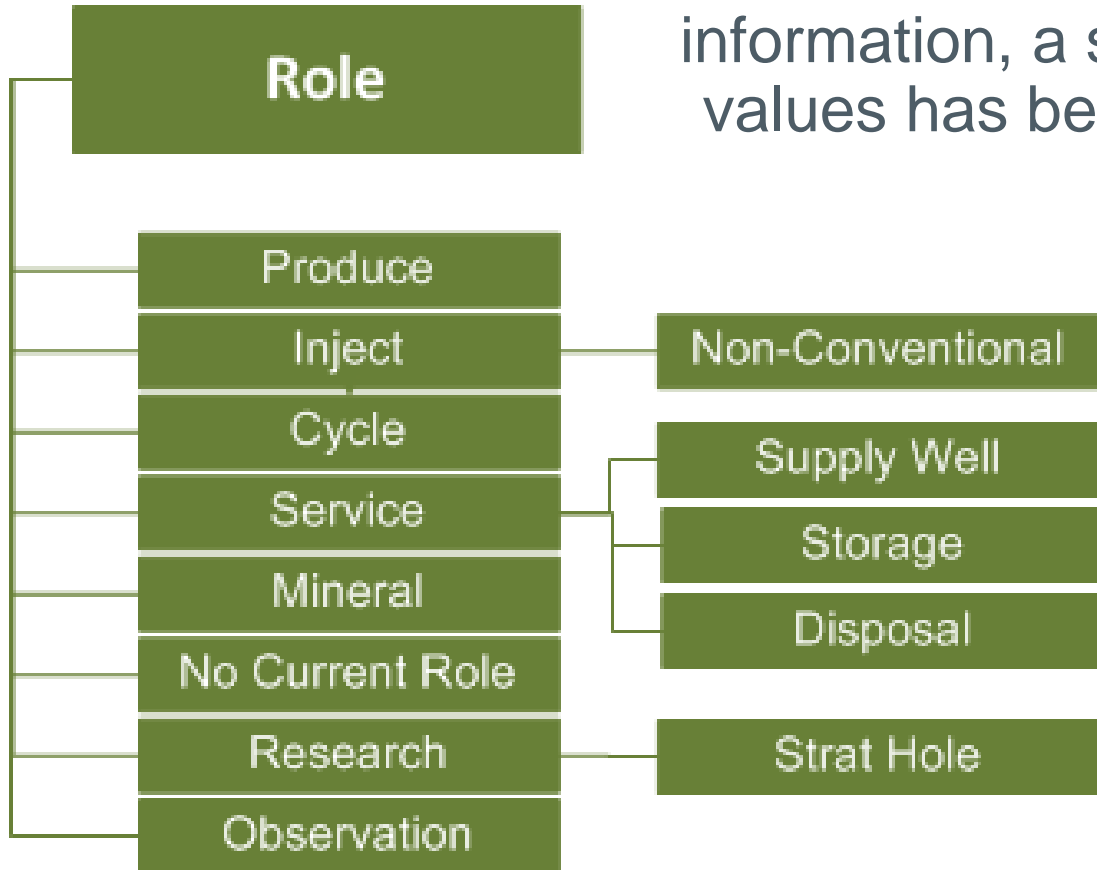 Role
information, a s
values has be
Produce
Inject
Non-Conventional
Cycle
Supply Well
Service
Storage
Mineral
Disposal
No Current Role
Research
Strat Hole
Observation